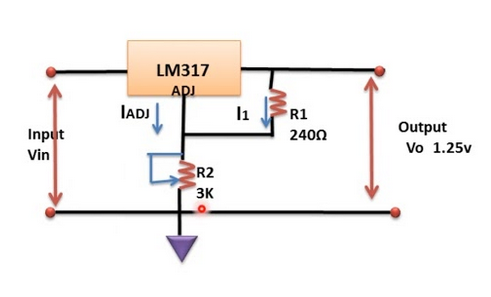 LM317
ADJ
IADJ
I1
R1
240Ω
Input
Vin
Output
Vo 1.25v
R2
3K